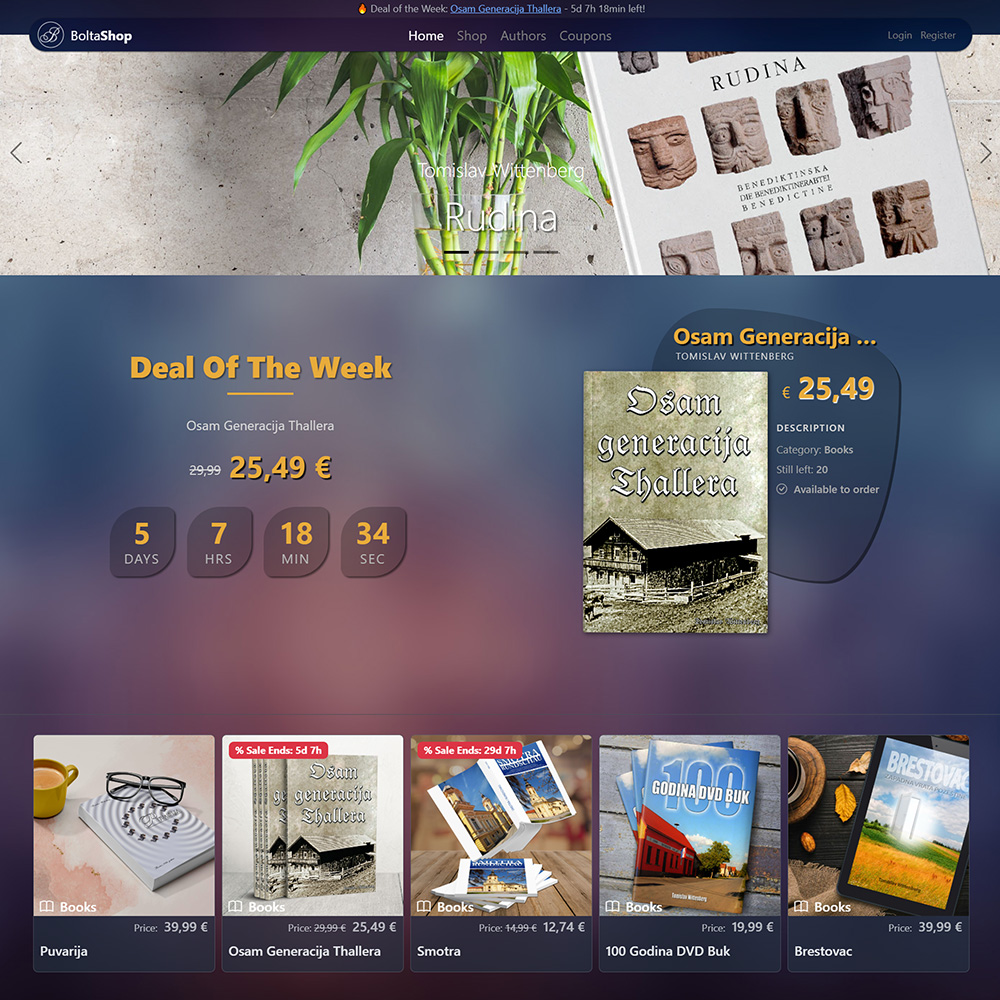 🔥 Deal of the Week: Osam Generacija Thallera - 5d 7h 18min left!
BoltaShop
Home Shop Authors Coupons
Login Register
RUDINA
BENEDIKTINSKA
DIE BENEDIKTINERABTEI
BENEDICTINE
Tomislav Wittenberg
Rudina
Deal Of The Week
Osam Generacija Thallera
29,99 25,49 €
5 7 18 34
DAYS HRS MIN SEC
Osam Generacija ...
TOMISLAV WITTENBERG
€ 25,49
DESCRIPTION
Category: Books
Still left: 20
Available to order
Osam
generacija
Thallera
Books
Price: 39,99 €
Puvarija
% Sale Ends: 5d 7h
Osam
generacija
Thallera
Books
Price: 29,99 € 25,49 €
Osam Generacija Thallera
% Sale Ends: 29d 7h
Books
Price: 14,99 € 12,74 €
Smotra
100
GODINA DVD BUK
Tomislav Wittenberg
Books
Price: 19,99 €
100 Godina DVD Buk
BRESTOVAC
Tomislav Wittenberg
Books
Price: 39,99 €
Brestovac